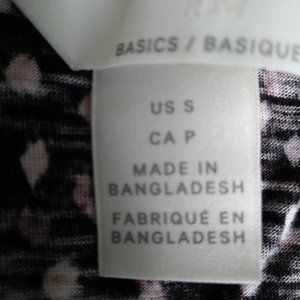 BASICS / BASIQUE
US S
CA P
MADE IN
BANGLADESH
FABRIQUÉ EN
BANGLADESH